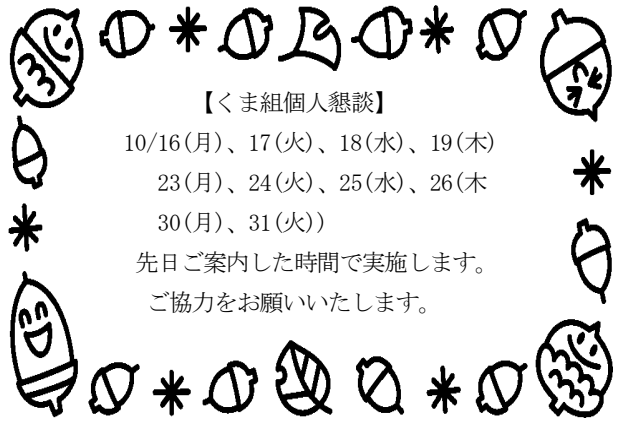 【くま組個人懇談】
10/16(月)、17(火)、18(水)、19(木)
23(月)、24(火)、25(水)、26(木
30(月)、31(火))
先日ご案内した時間で実施します。
ご協力をお願いいたします。